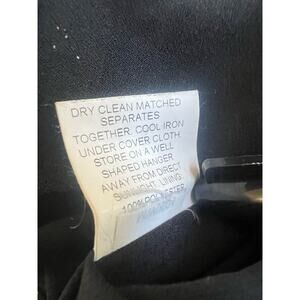 DRY CLEAN MATCHED
SEPARATES
TOGETHER. COOL IRON
UNDER COVER CLOTH
STORE ON A WELL
SHAPED HANGER
AWAY FROM DIRECT
SUNLIGHT. LINING
100% POLYESTER